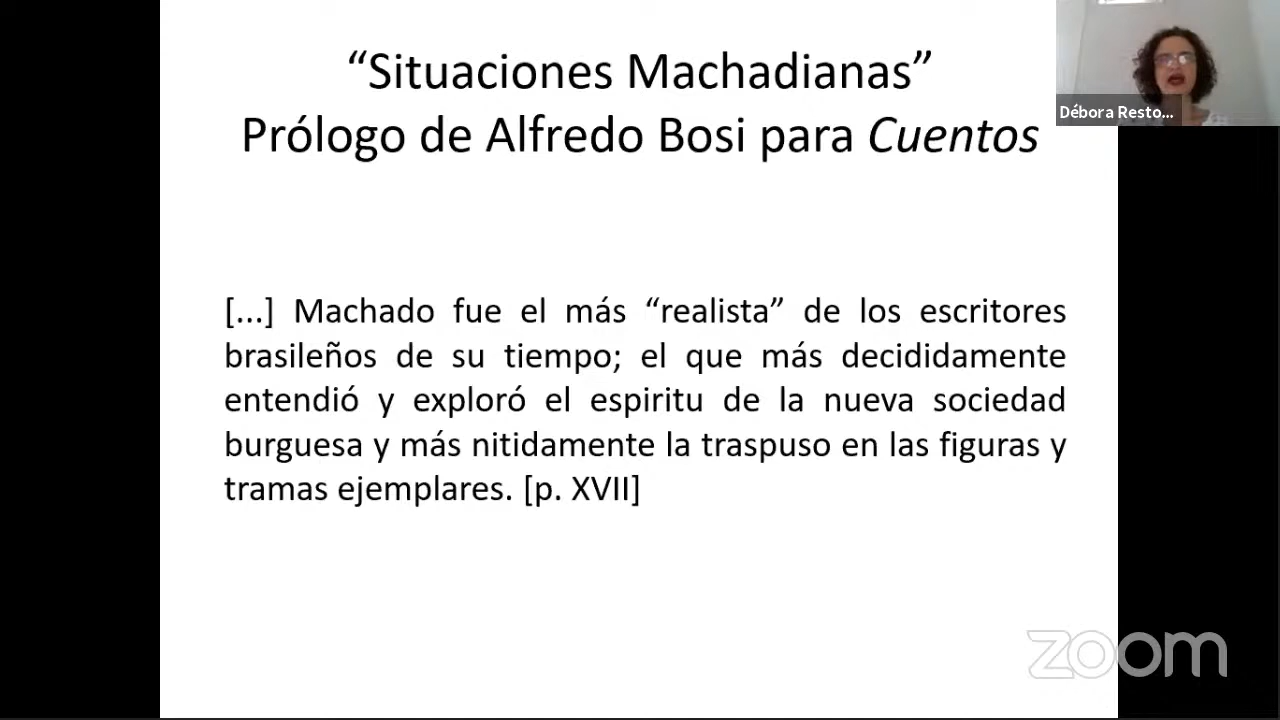 “Situaciones Machadianas”
Prólogo de Alfredo Bosi para Cuentos
Débora Resto...
[...] Machado fue el más “realista” de los escritores
brasileños de su tiempo; el que más decididamente
entendió y exploró el espiritu de la nueva sociedad
burguesa y más nitidamente la traspuso en las figuras y
tramas ejemplares. [p. XVII]
zoom